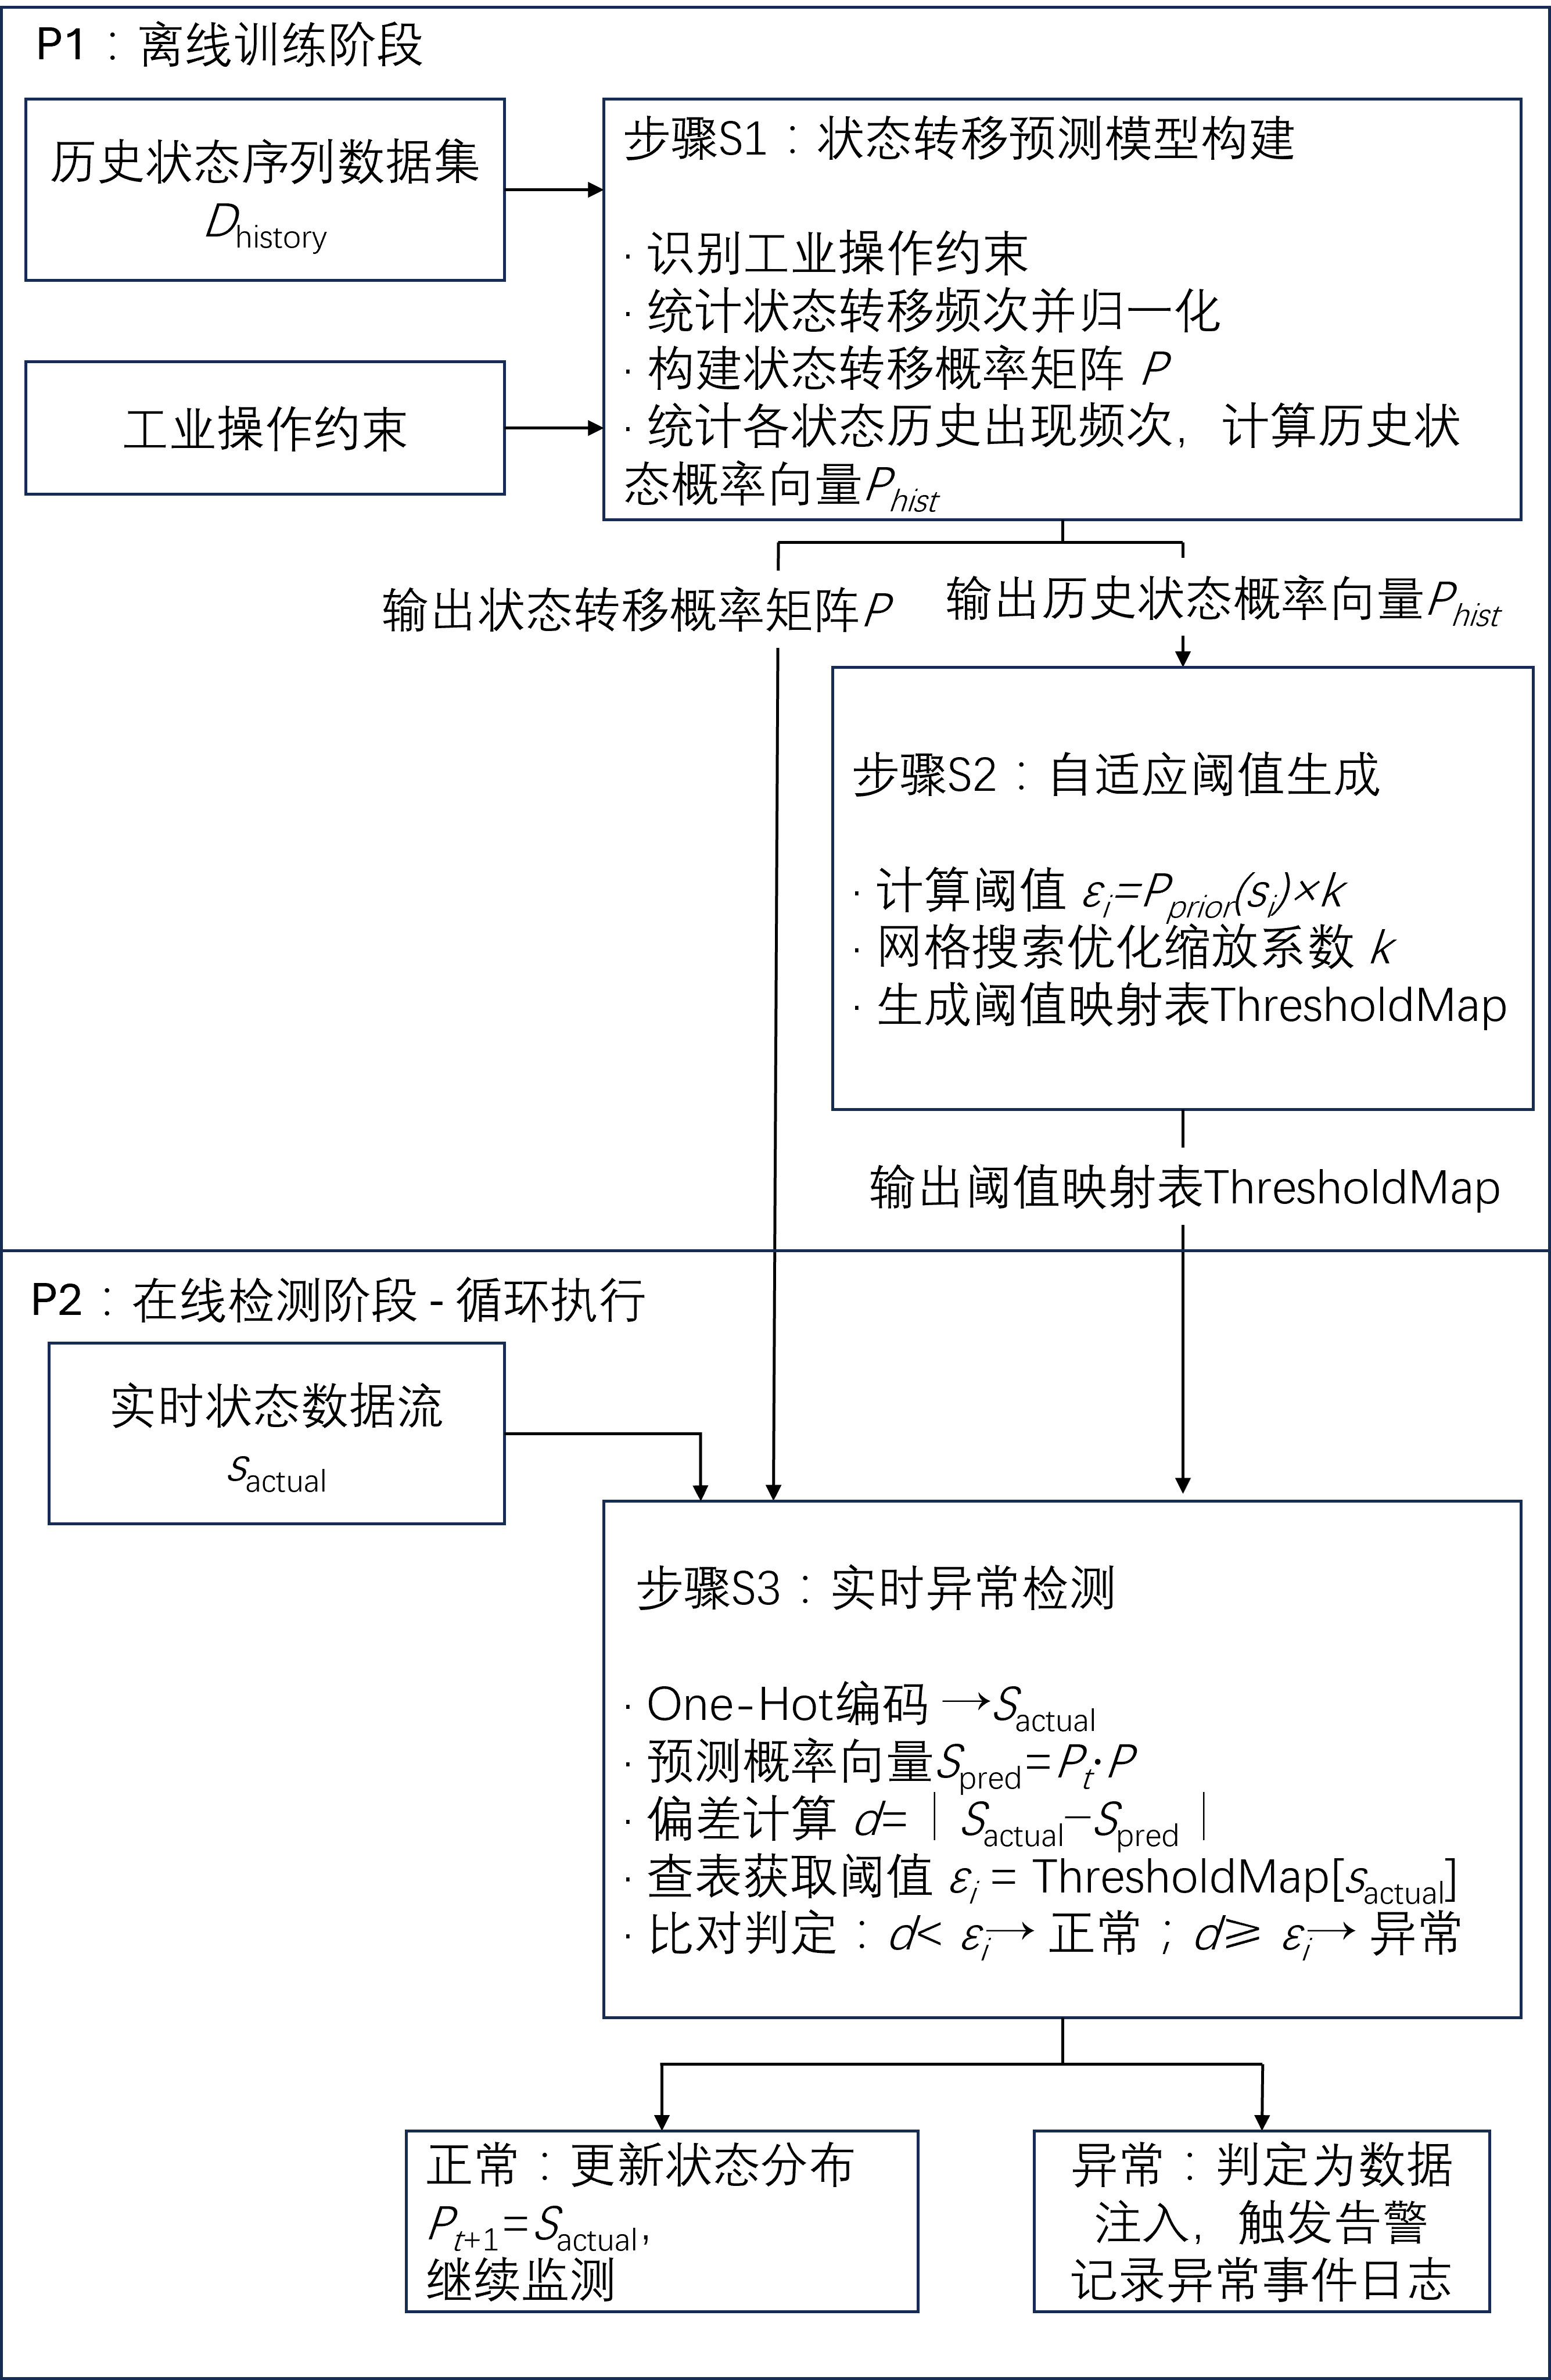 P1：离线训练阶段
历史状态序列数据集
Dhistory
工业操作约束
步骤S1：状态转移预测模型构建
· 识别工业操作约束
· 统计状态转移频次并归一化
· 构建状态转移概率矩阵 P
· 统计各状态历史出现频次，计算历史状
态概率向量Phist
输出状态转移概率矩阵P
输出历史状态概率向量Phist
步骤S2：自适应阈值生成
· 计算阈值 εi=Pprior(si)×k
· 网格搜索优化缩放系数 k
· 生成阈值映射表ThresholdMap
输出阈值映射表ThresholdMap
P2：在线检测阶段 - 循环执行
实时状态数据流
sactual
步骤S3：实时异常检测
· One-Hot编码 →Sactual
· 预测概率向量Spred=Pt·P
· 偏差计算 d=｜Sactual−Spred｜
· 查表获取阈值 εi = ThresholdMap[sactual]
· 比对判定：d< εi→ 正常；d≥ εi→ 异常
正常：更新状态分布
Pt+1=Sactual，
继续监测
异常：判定为数据
注入，触发告警
记录异常事件日志